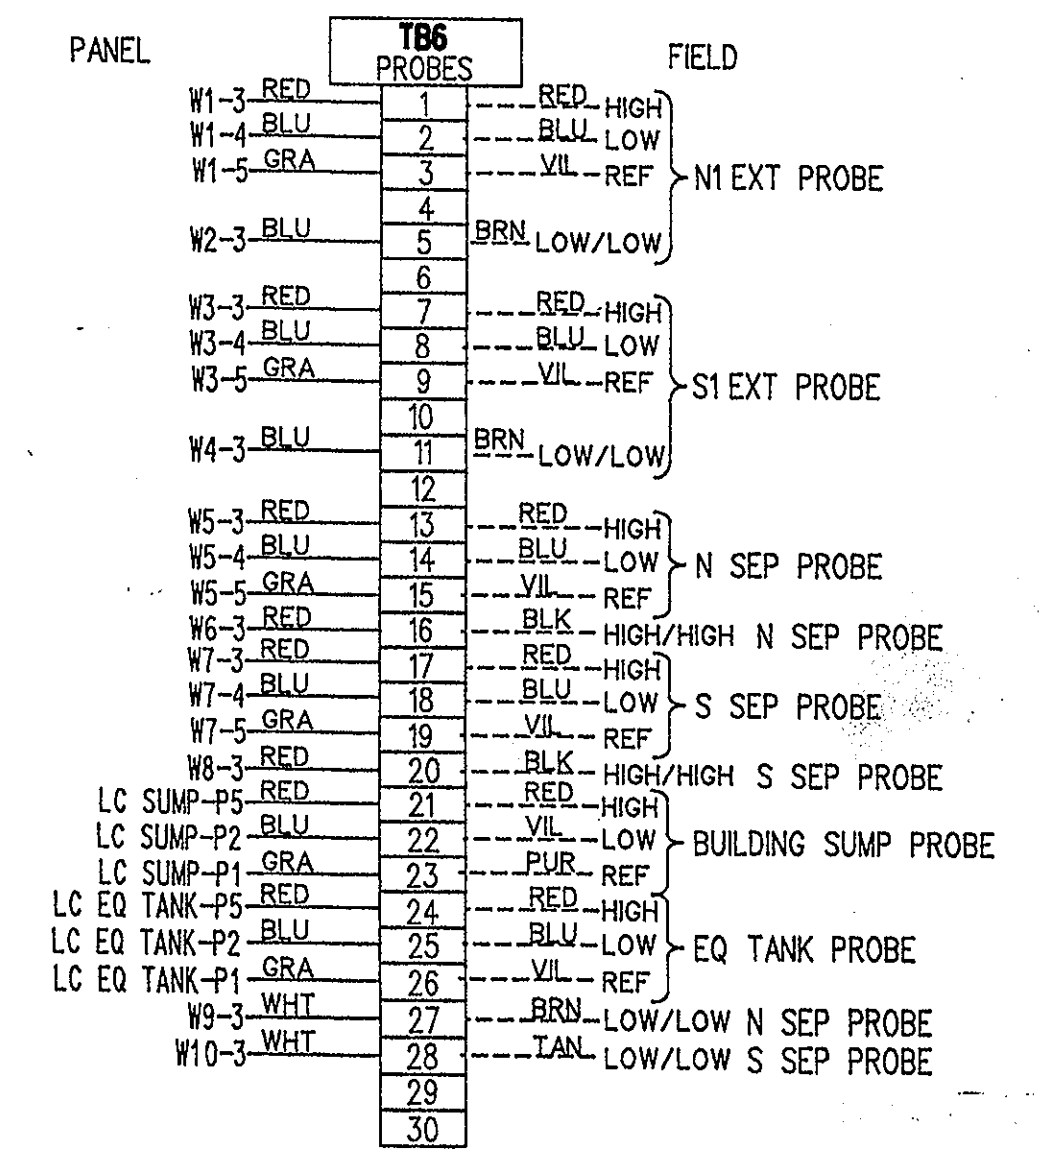 TB6
PANEL PROBES FIELD
W1-3 RED 1 RED HIGH
W1-4 BLU 2 BLU LOW
W1-5 GRA 3 VIL REF N1 EXT PROBE
4
W2-3 BLU 5 BRN LOW/LOW
6
W3-3 RED 7 RED HIGH
W3-4 BLU 8 BLU LOW
W3-5 GRA 9 VIL REF S1 EXT PROBE
10
W4-3 BLU 11 BRN LOW/LOW
12
W5-3 RED 13 RED HIGH
W5-4 BLU 14 BLU LOW N SEP PROBE
W5-5 GRA 15 VIL REF
W6-3 RED 16 BLK HIGH/HIGH N SEP PROBE
W7-3 RED 17 RED HIGH
W7-4 BLU 18 BLU LOW S SEP PROBE
W7-5 GRA 19 VIL REF
W8-3 RED 20 BLK HIGH/HIGH S SEP PROBE
LC SUMP-P5 RED 21 RED HIGH
LC SUMP-P2 BLU 22 VIL LOW BUILDING SUMP PROBE
LC SUMP-P1 GRA 23 PUR REF
LC EQ TANK-P5 RED 24 RED HIGH
LC EQ TANK-P2 BLU 25 BLU LOW EQ TANK PROBE
LC EQ TANK-P1 GRA 26 VIL REF
W9-3 WHT 27 BRN LOW/LOW N SEP PROBE
W10-3 WHT 28 TAN LOW/LOW S SEP PROBE
29
30